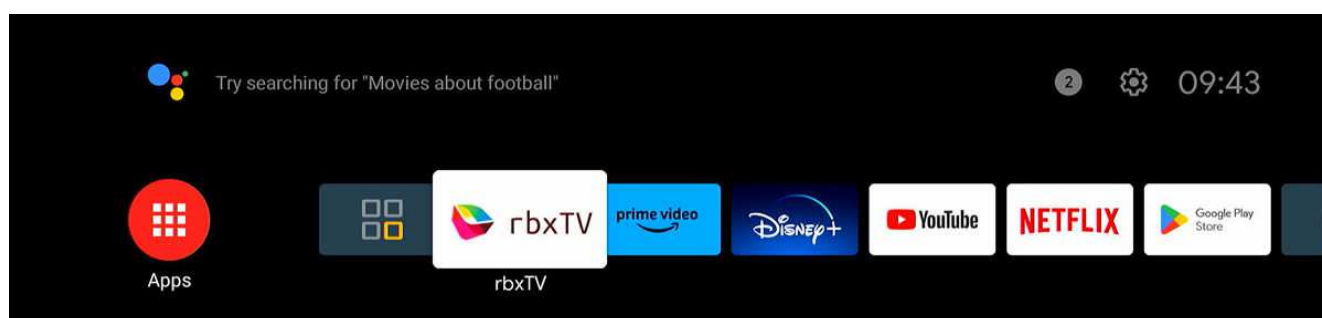 Try searching for "Movies about football"
2
09:43
rbxTV
prime video
Disney+
YouTube
NETFLIX
Google Play
Store
Apps
rbxTV